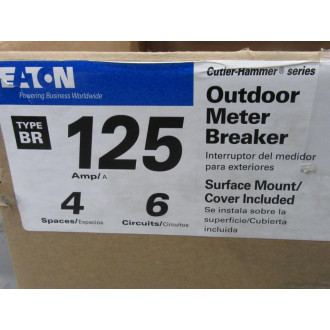 EATON
Powering Business Worldwide
TYPE
BR
125
Amp/A
4
Spaces/Espacios
6
Circuits/Circuitos
Cutler-Hammer® series
Outdoor
Meter
Breaker
Interruptor del medidor
para exteriores
Surface Mount/
Cover Included
Se instala sobre la
superficie/Cubierta
incluida